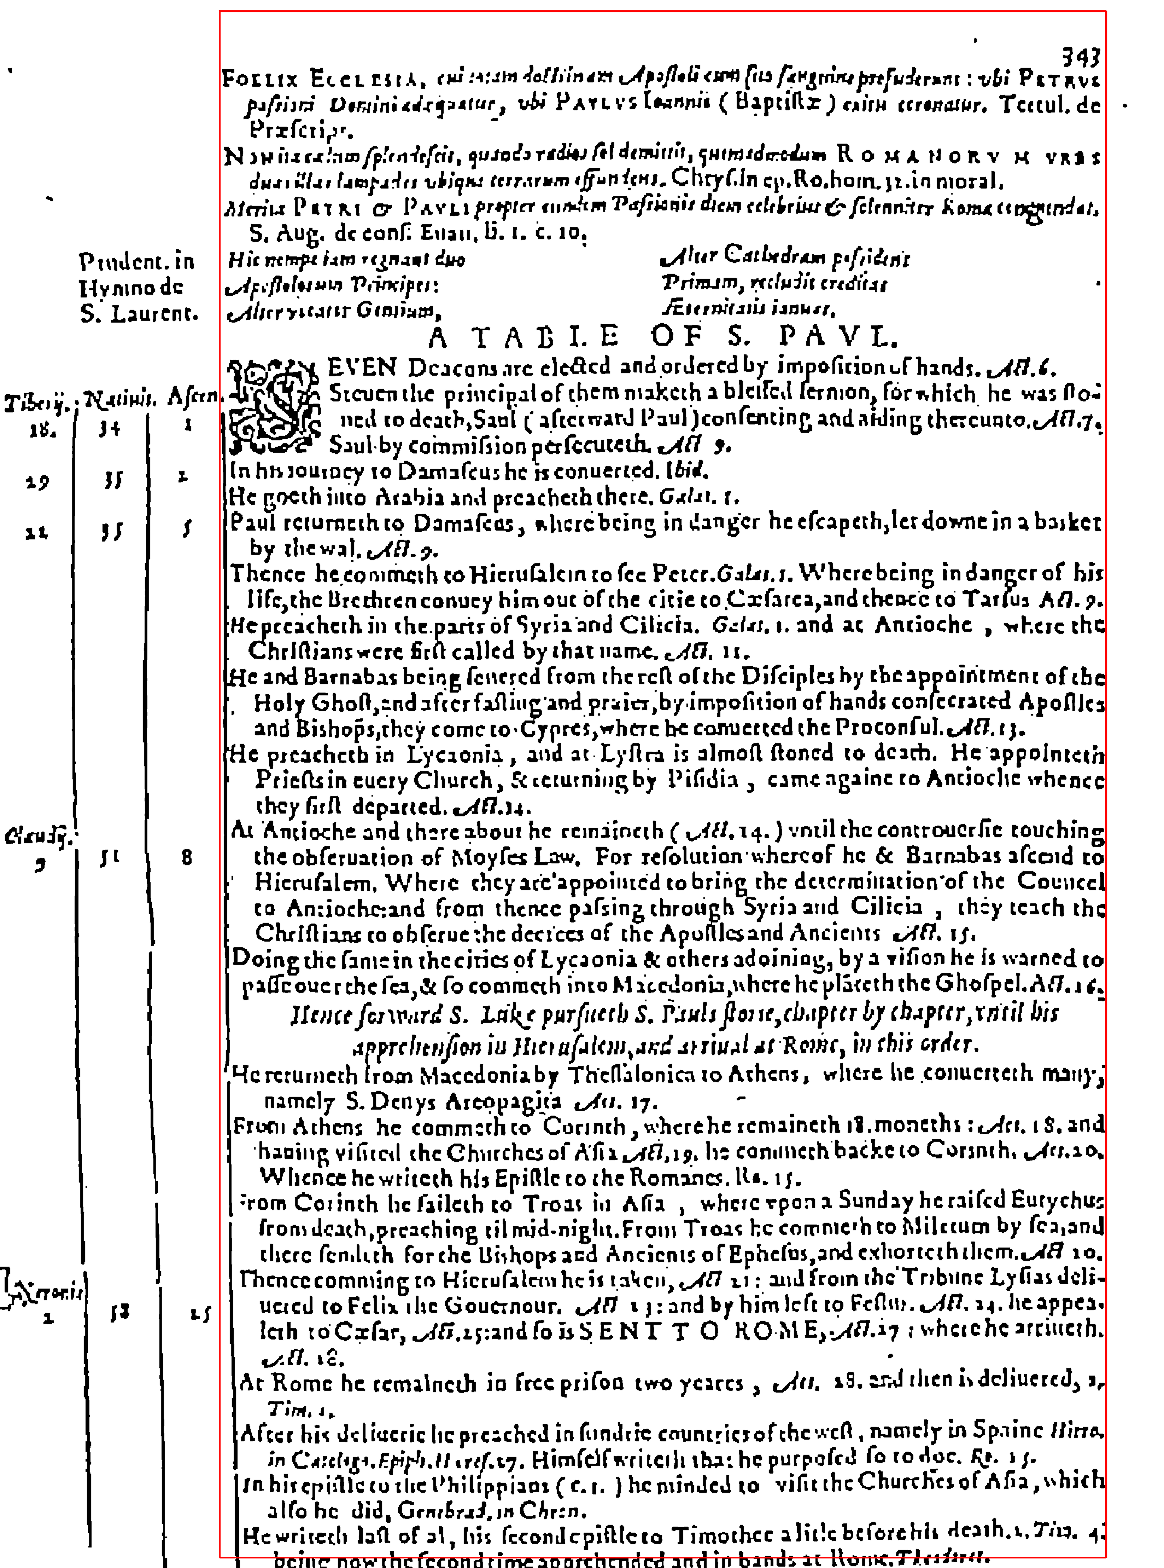 343
FOELIX ECCLESIA, cui totam doctrinam Apostoli cum suo sanguine profuderunt: vbi PETRVS
passioni Domini adæquatur, vbi PAVLVS Ioannis (Baptistæ) exitu coronatur. Tertul. de
Præscript.
sol demittit, quemadmodum ROMANORVM VRBS
duas illas lampades vbique terrarum effundens. Chrys. In ep. Ro. hom. 32. in moral.
Merita PETRI & PAVLI propter eundem Passionis diem celebrius & solenniter Roma
S. Aug. de cons. Euan. li. 1. c. 10.
Prudent. in
Hymno de
S. Laurent.
Hic nempe iam regnant duo
Apostolorum Principes:
Alter vocator Gentium,
Alter Cathedram possidens
Primam, recludit creditas
Æternitatis ianuas.
A TABLE OF S. PAVL.
Tiberij. Natiuit. Ascen.
SEVEN Deacons are elected and ordered by imposition of hands. Act. 6.
Steuen the principal of them maketh a blessed sermon, for which he was sto-
18. 34 1
ned to death, Saul (afterward Paul) consenting and aiding thereunto. Act. 7.
Saul by commission persecuteth. Act 9.
19 35 2
In his iourney to Damascus he is conuerted. Ibid.
He goeth into Arabia and preacheth there. Galat. 1.
Paul returneth to Damascus, where being in danger he escapeth, let downe in a basket
22 35 5
by the wal. Act. 9.
Thence he commeth to Hierusalem to see Peter. Galat. 1. Where being in danger of his
life, the Brethren conuey him out of the citie to Cæsarea, and thence to Tarsus Act. 9.
He preacheth in the parts of Syria and Cilicia. Galat. 1. and at Antioche, where the
Christians were first called by that name. Act. 11.
He and Barnabas being seuered from the rest of the Disciples by the appointment of the
Holy Ghost, and after fasting and praier, by imposition of hands consecrated Apostles
and Bishops, they come to Cypres, where he conuerted the Proconsul. Act. 13.
He preacheth in Lycaonia, and at Lystra is almost stoned to death. He appointeth
Priests in euery Church, & returning by Pisidia, came againe to Antioche whence
they first departed. Act. 14.
Claudij.
9 51 8
At Antioche and there about he remaineth (Act. 14.) vntil the controuersie touching
the obseruation of Moyses Law. For resolution whereof he & Barnabas ascend to
Hierusalem. Where they are appointed to bring the determination of the Councel
to Antioche: and from thence passing through Syria and Cilicia, they teach the
Christians to obserue the decrees of the Apostles and Ancients Act. 15.
Doing the same in the cities of Lycaonia & others adoining, by a vision he is warned to
passe ouer the sea, & so commeth into Macedonia, where he plãteth the Ghospel. Act. 16.
Hence forward S. Luke pursueth S. Pauls storie, chapter by chapter, vntil his
apprehension in Hierusalem, and arriual at Rome, in this order.
He returneth from Macedonia by Thessalonica to Athens, where he conuerteth many,
namely S. Denys Areopagita Act. 17.
From Athens he commeth to Corinth, where he remaineth 18. moneths: Act. 18. and
hauing visited the Churches of Asia Act. 19. he commeth backe to Corinth. Act. 20.
Whence he writeth his Epistle to the Romanes. Ro. 15.
From Corinth he saileth to Troas in Asia, where vpon a Sunday he raised Eutychus
from death, preaching til mid-night. From Troas he commeth to Miletum by sea, and
there sendeth for the Bishops and Ancients of Ephesus, and exhorteth them. Act 20.
Neronis
2 58 25
Thence comming to Hierusalem he is taken, Act 21: and from the Tribune Lysias deli-
uered to Felix the Gouernour. Act 23: and by him left to Festus. Act. 24. he appea-
leth to Cæsar, Act. 25: and so is SENT TO ROME, Act. 27: where he arriueth.
Act. 28.
At Rome he remaineth in free prison two yeares, Act. 28. and then is deliuered, 2.
Tim. 4.
After his deliuerie he preached in sundrie countries of the west, namely in Spaine Hiero.
in Catalogo. Epiph. Hæres. 27. Himself writeth that he purposed so to doe. Ro. 15.
In his epistle to the Philippians (c. 1.) he minded to visit the Churches of Asia, which
also he did, Genebrad. in Chron.
He writeth last of al, his second epistle to Timothee a litle before his death. 2. Tim. 4:
being now the second time apprehended and in bands at Rome. Theodoret.